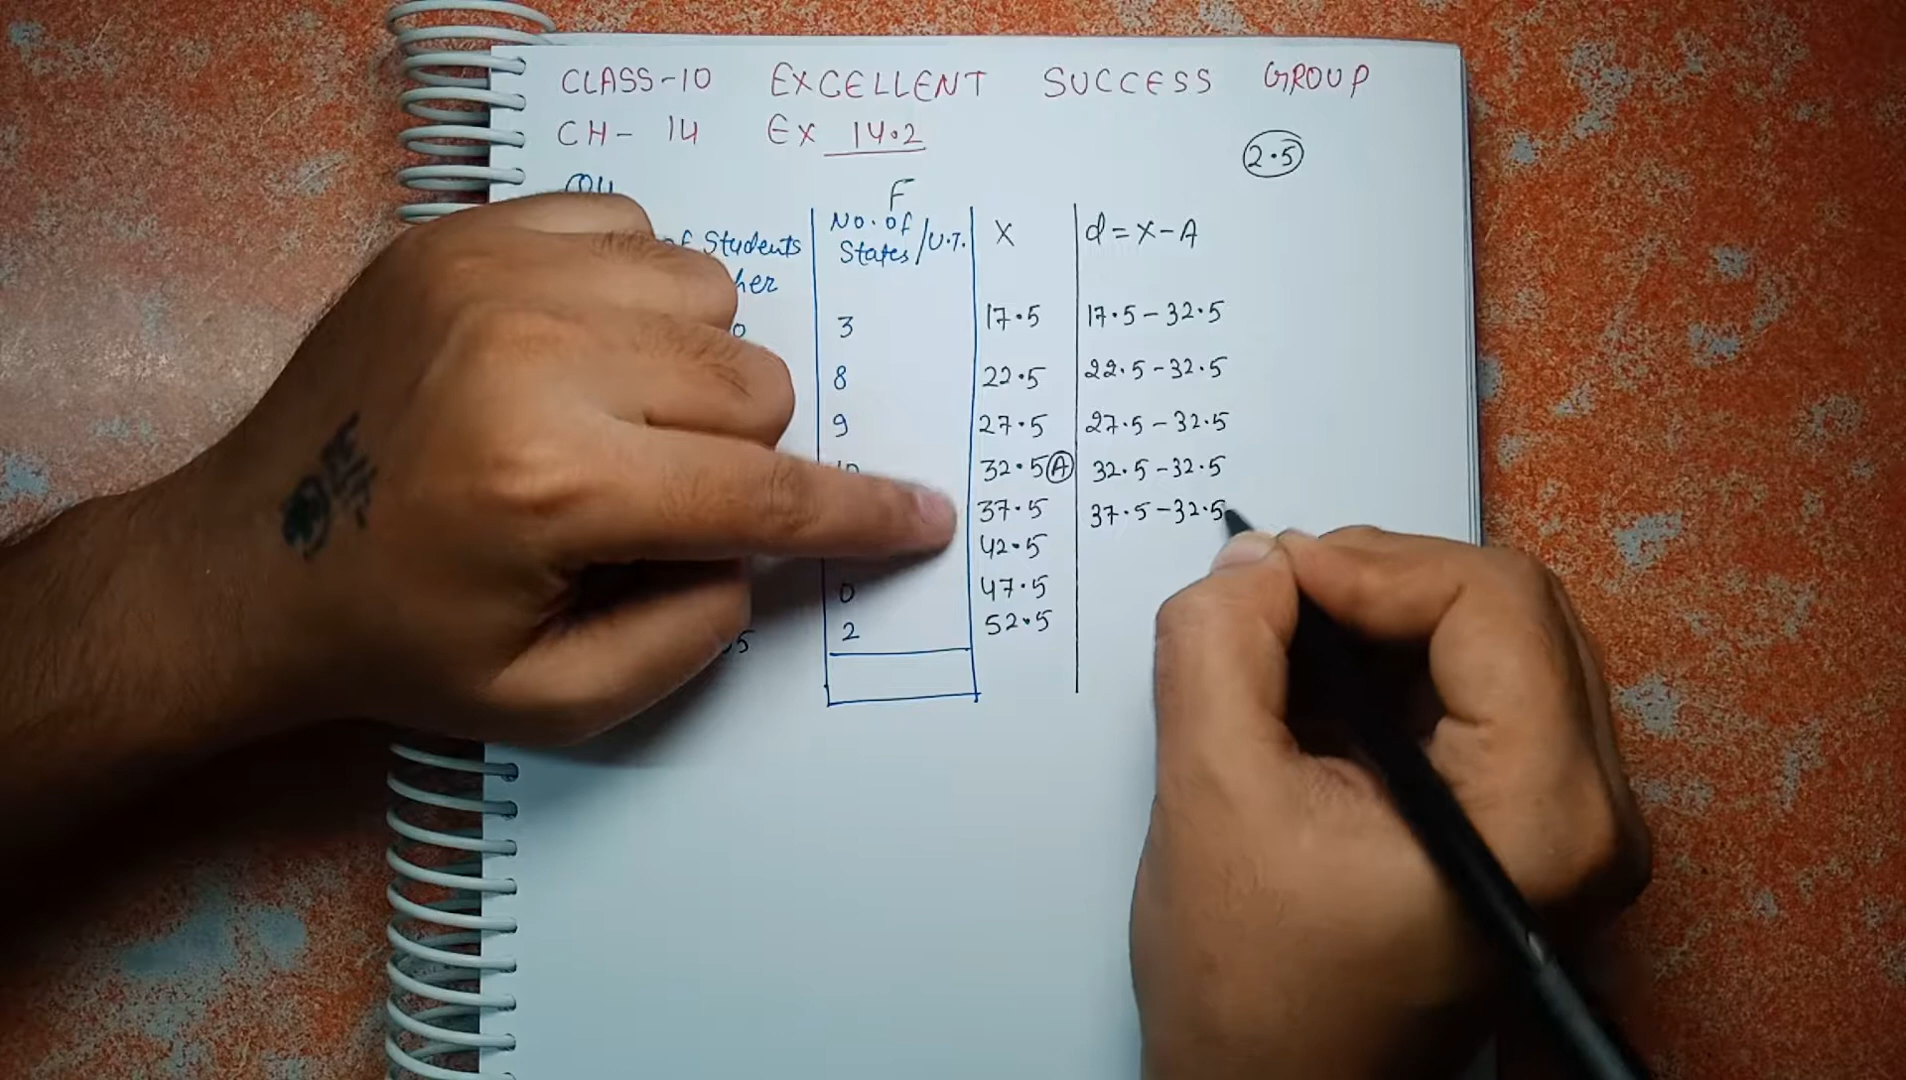 CLASS-10 EXCELLENT SUCCESS GROUP
CH- 14 EX 14.2
2.5
F
of Students
No. of States/U.T.
X
d = x - A
3 17.5 17.5 - 32.5
8 22.5 22.5 - 32.5
9 27.5 27.5 - 32.5
32.5 A 32.5 - 32.5
37.5 37.5 - 32.5
42.5
0 47.5
2 52.5